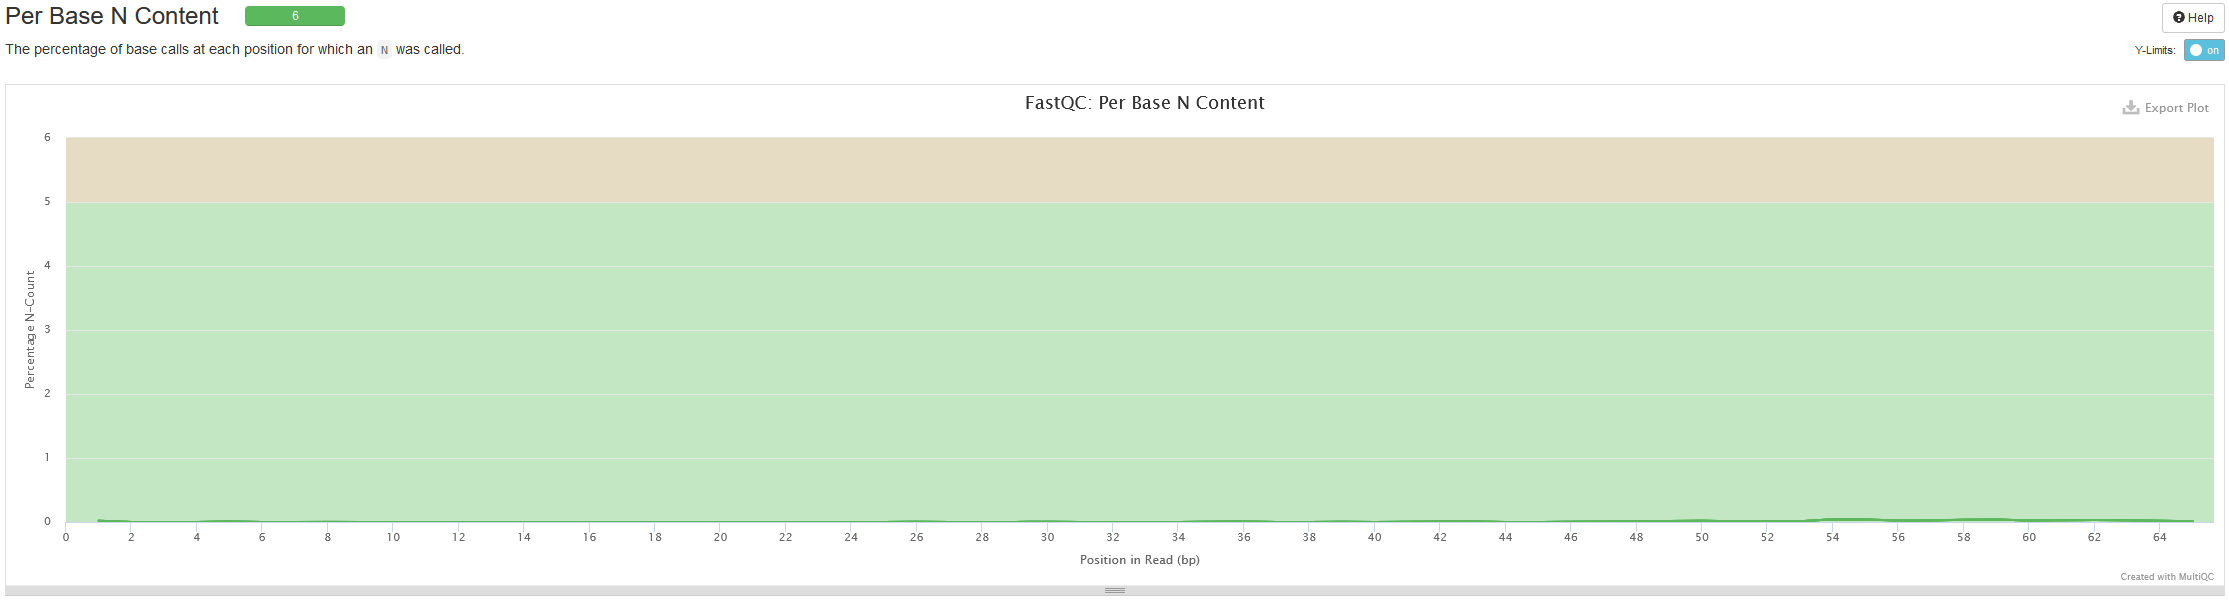 Per Base N Content 6
Help
The percentage of base calls at each position for which an N was called.
Y-Limits: on
FastQC: Per Base N Content
Export Plot
6
5
4
3
2
1
0
Percentage N-Count
0 2 4 6 8 10 12 14 16 18 20 22 24 26 28 30 32 34 36 38 40 42 44 46 48 50 52 54 56 58 60 62 64
Position in Read (bp)
Created with MultiQC